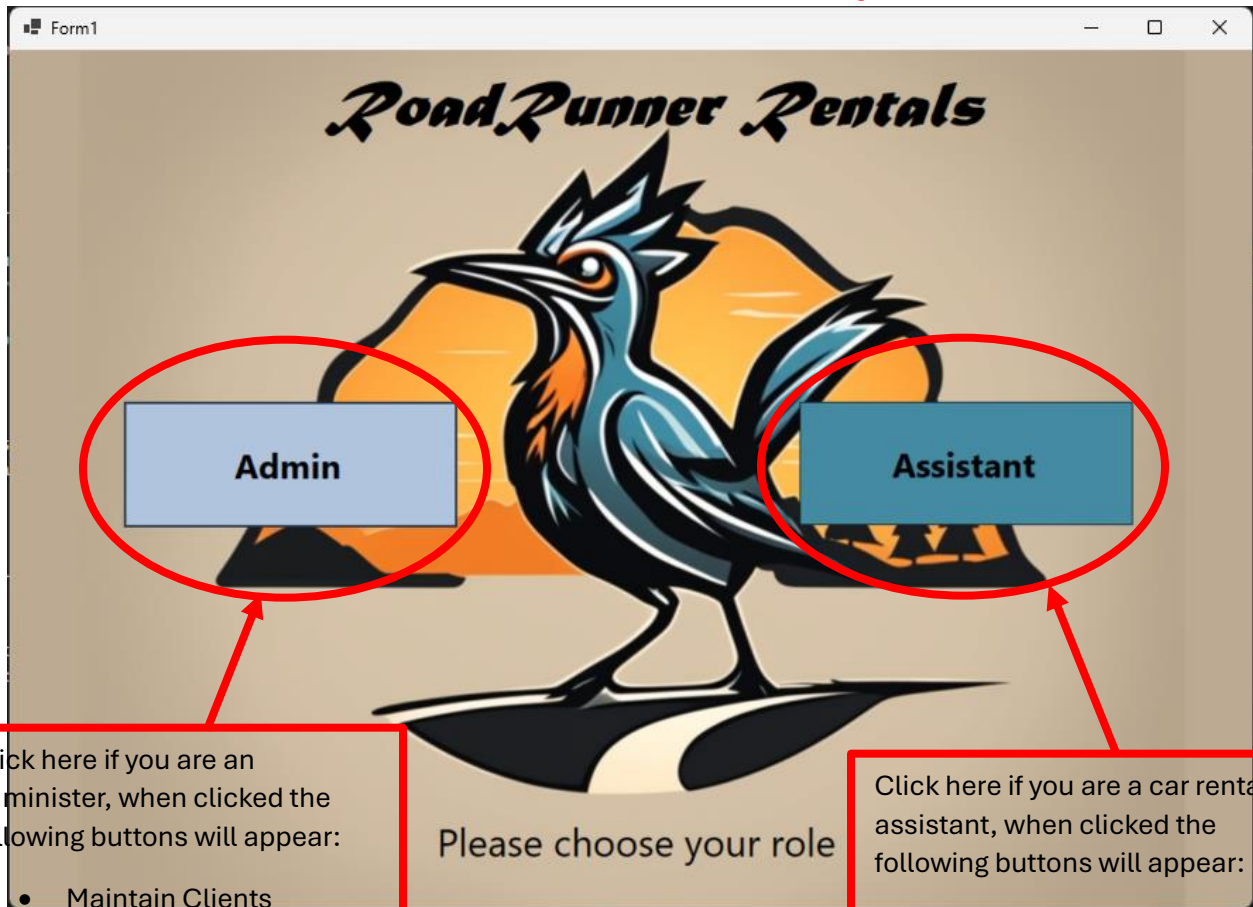 Form1
RoadRunner Rentals
Admin
Assistant
ick here if you are an
minister, when clicked the
lowing buttons will appear:
• Maintain Clients
Please choose your role
Click here if you are a car renta
assistant, when clicked the
following buttons will appear: